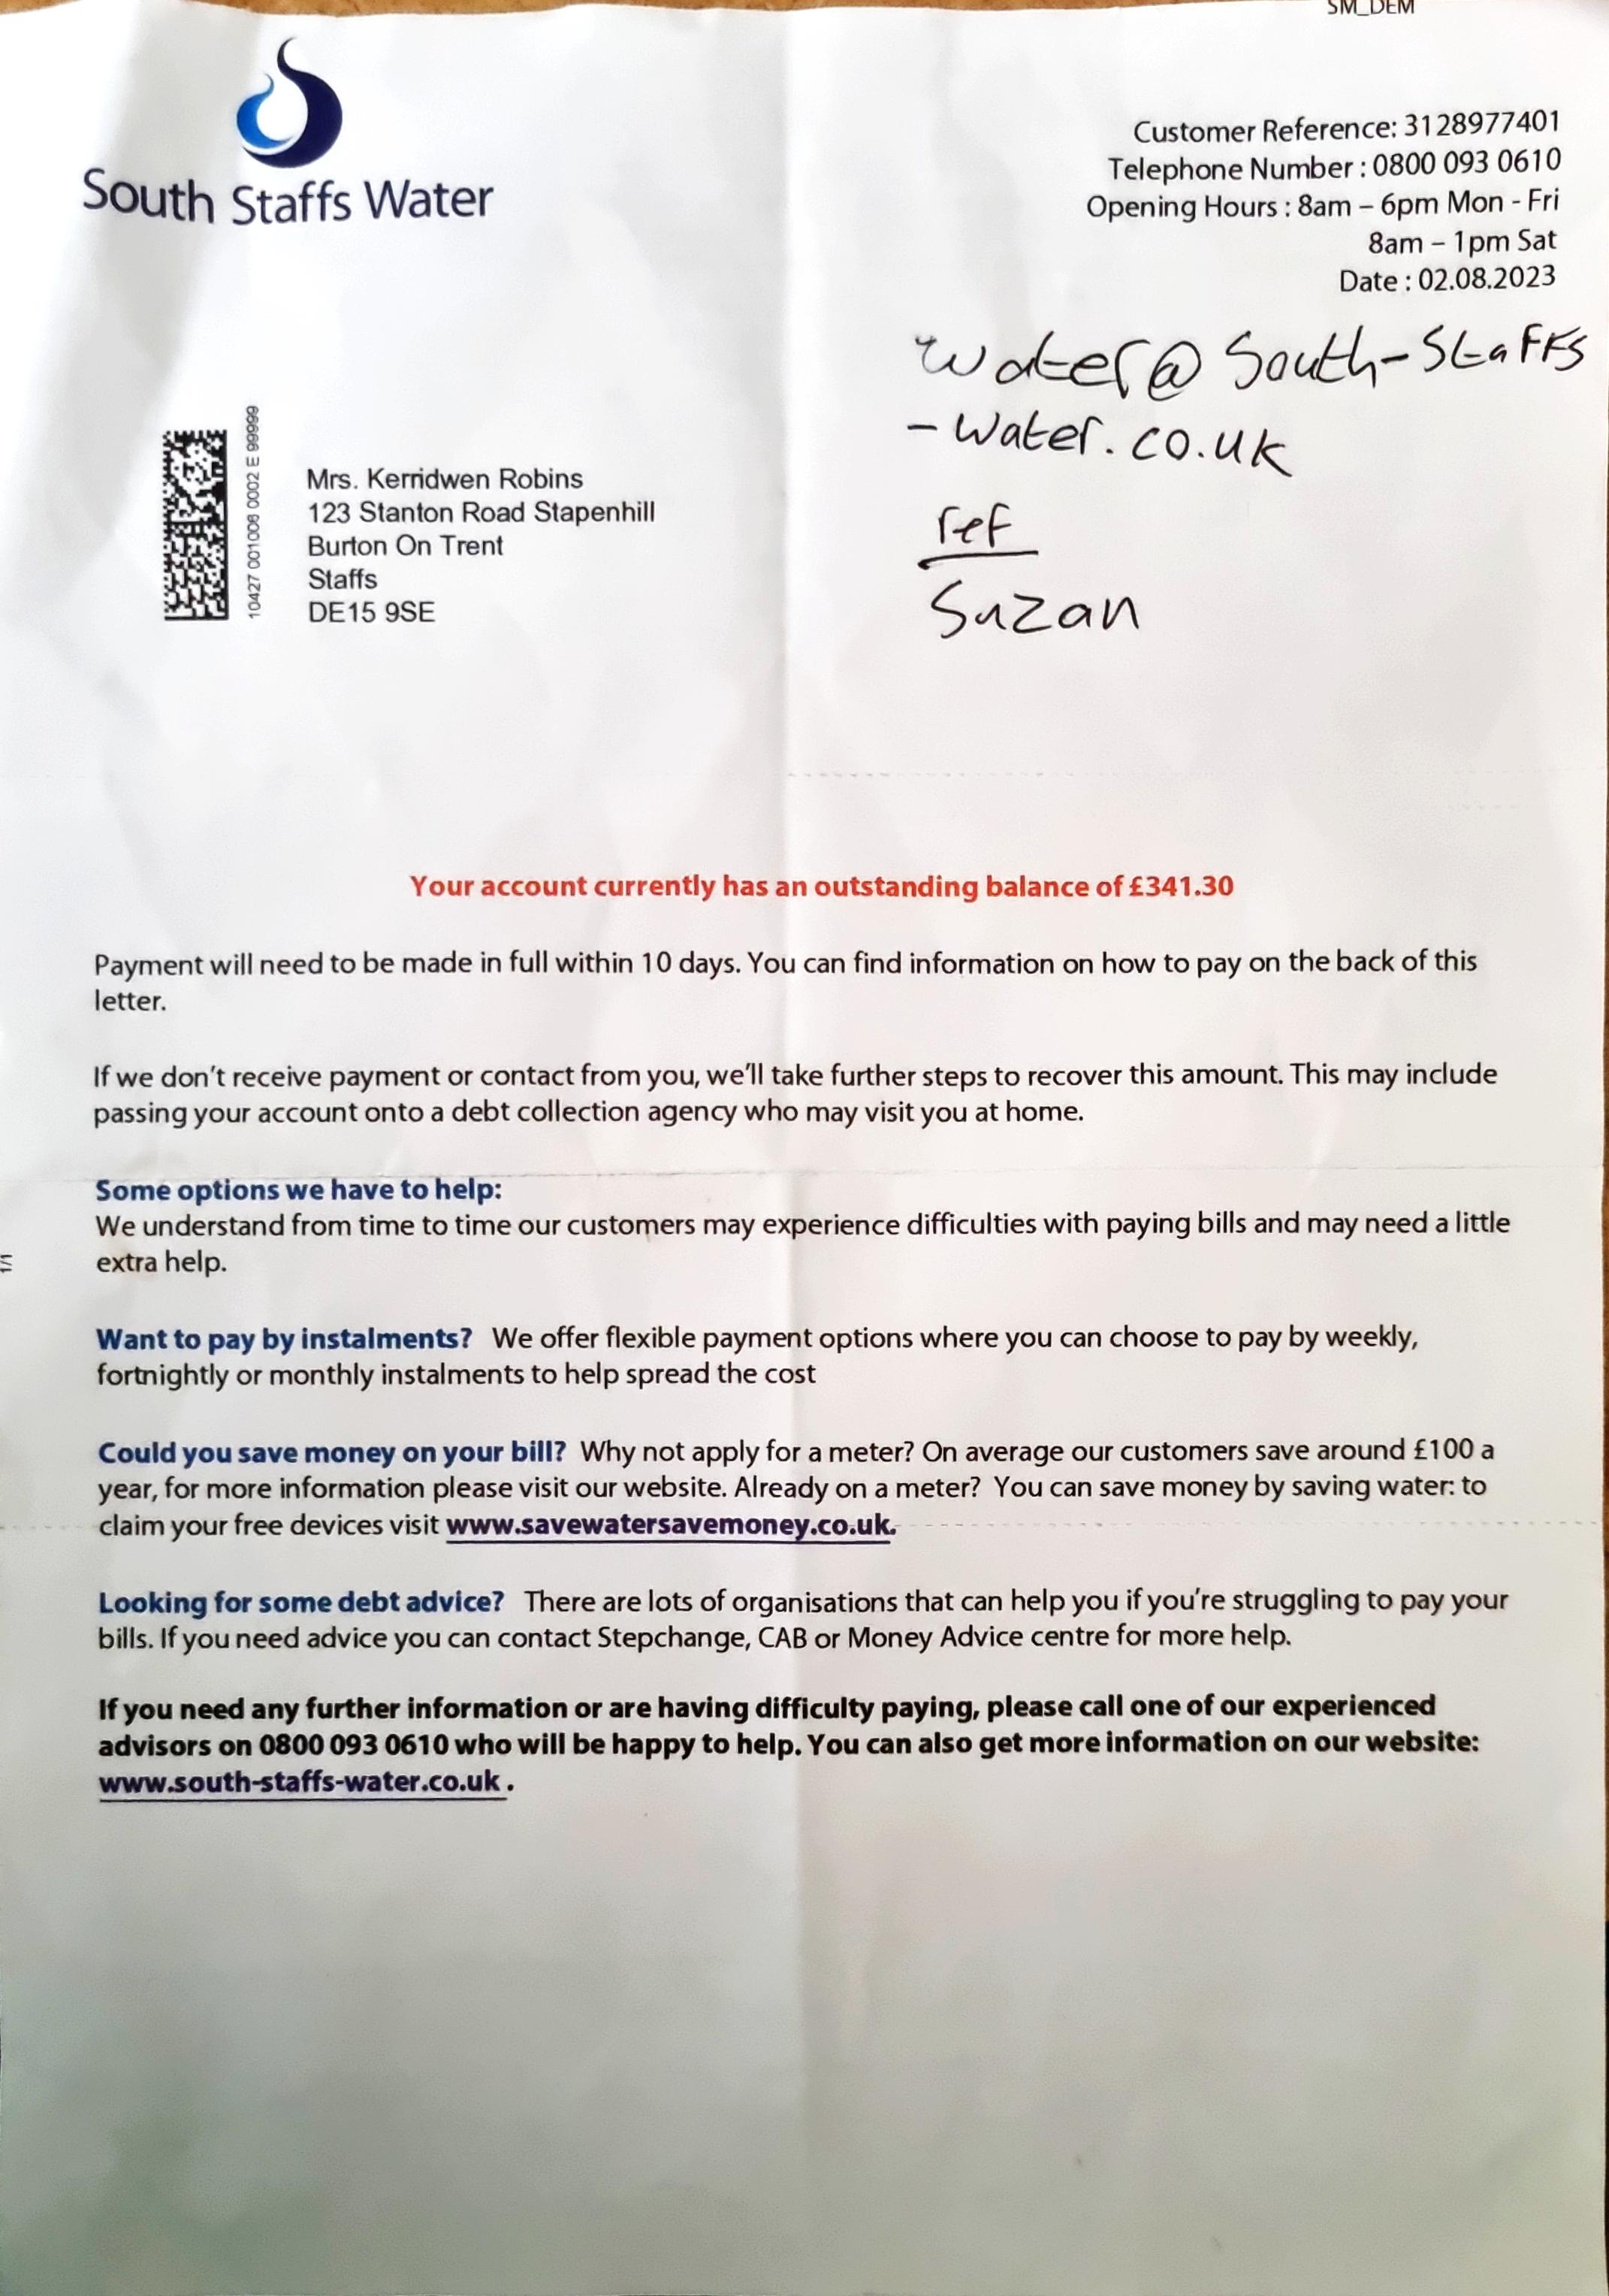 SM_DEM
South Staffs Water
Customer Reference: 3128977401
Telephone Number : 0800 093 0610
Opening Hours : 8am – 6pm Mon - Fri
8am – 1pm Sat
Date : 02.08.2023
water@South-Staffs
-Water.co.uk
ref
Suzan
10427 001008 0002 E 99999
Mrs. Kerridwen Robins
123 Stanton Road Stapenhill
Burton On Trent
Staffs
DE15 9SE
Your account currently has an outstanding balance of £341.30
Payment will need to be made in full within 10 days. You can find information on how to pay on the back of this
letter.
If we don't receive payment or contact from you, we'll take further steps to recover this amount. This may include
passing your account onto a debt collection agency who may visit you at home.
Some options we have to help:
We understand from time to time our customers may experience difficulties with paying bills and may need a little
extra help.
1/1
Want to pay by instalments? We offer flexible payment options where you can choose to pay by weekly,
fortnightly or monthly instalments to help spread the cost
Could you save money on your bill? Why not apply for a meter? On average our customers save around £100 a
year, for more information please visit our website. Already on a meter? You can save money by saving water: to
claim your free devices visit www.savewatersavemoney.co.uk.
Looking for some debt advice? There are lots of organisations that can help you if you're struggling to pay your
bills. If you need advice you can contact Stepchange, CAB or Money Advice centre for more help.
If you need any further information or are having difficulty paying, please call one of our experienced
advisors on 0800 093 0610 who will be happy to help. You can also get more information on our website:
www.south-staffs-water.co.uk .